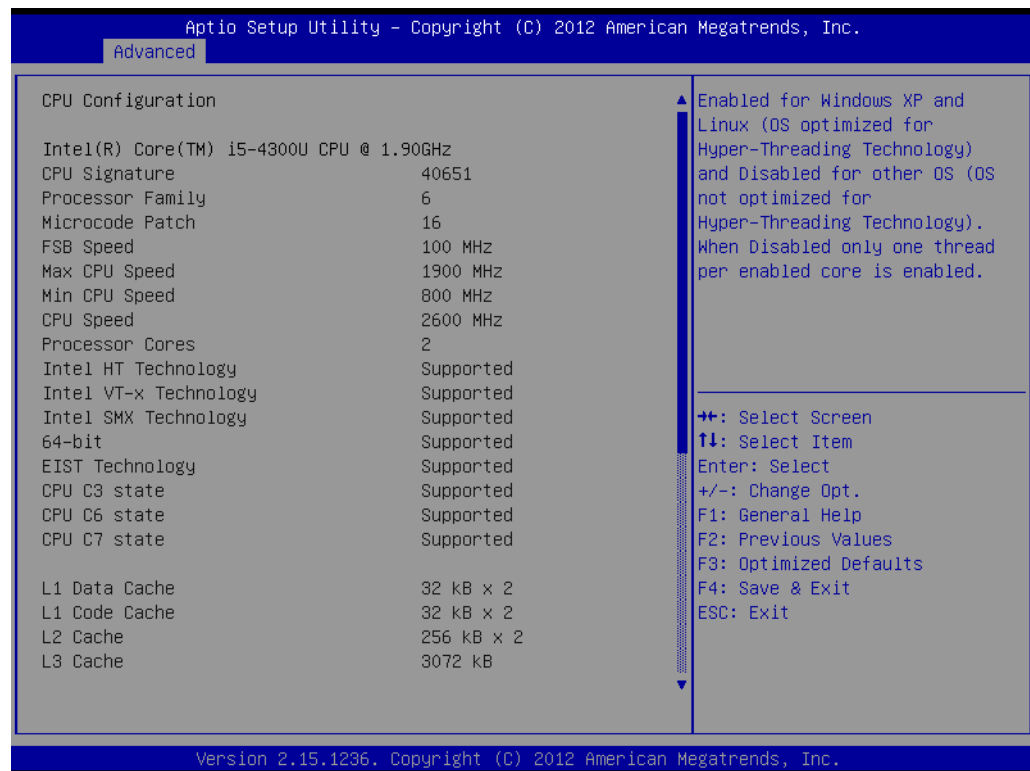 Aptio Setup Utility – Copyright (C) 2012 American Megatrends, Inc.
Advanced
CPU Configuration
Intel(R) Core(TM) i5-4300U CPU @ 1.90GHz
CPU Signature 40651
Processor Family 6
Microcode Patch 16
FSB Speed 100 MHz
Max CPU Speed 1900 MHz
Min CPU Speed 800 MHz
CPU Speed 2600 MHz
Processor Cores 2
Intel HT Technology Supported
Intel VT-x Technology Supported
Intel SMX Technology Supported
64-bit Supported
EIST Technology Supported
CPU C3 state Supported
CPU C6 state Supported
CPU C7 state Supported
L1 Data Cache 32 kB x 2
L1 Code Cache 32 kB x 2
L2 Cache 256 kB x 2
L3 Cache 3072 kB
Enabled for Windows XP and
Linux (OS optimized for
Hyper-Threading Technology)
and Disabled for other OS (OS
not optimized for
Hyper-Threading Technology).
When Disabled only one thread
per enabled core is enabled.
→←: Select Screen
↑↓: Select Item
Enter: Select
+/-: Change Opt.
F1: General Help
F2: Previous Values
F3: Optimized Defaults
F4: Save & Exit
ESC: Exit
Version 2.15.1236. Copyright (C) 2012 American Megatrends, Inc.